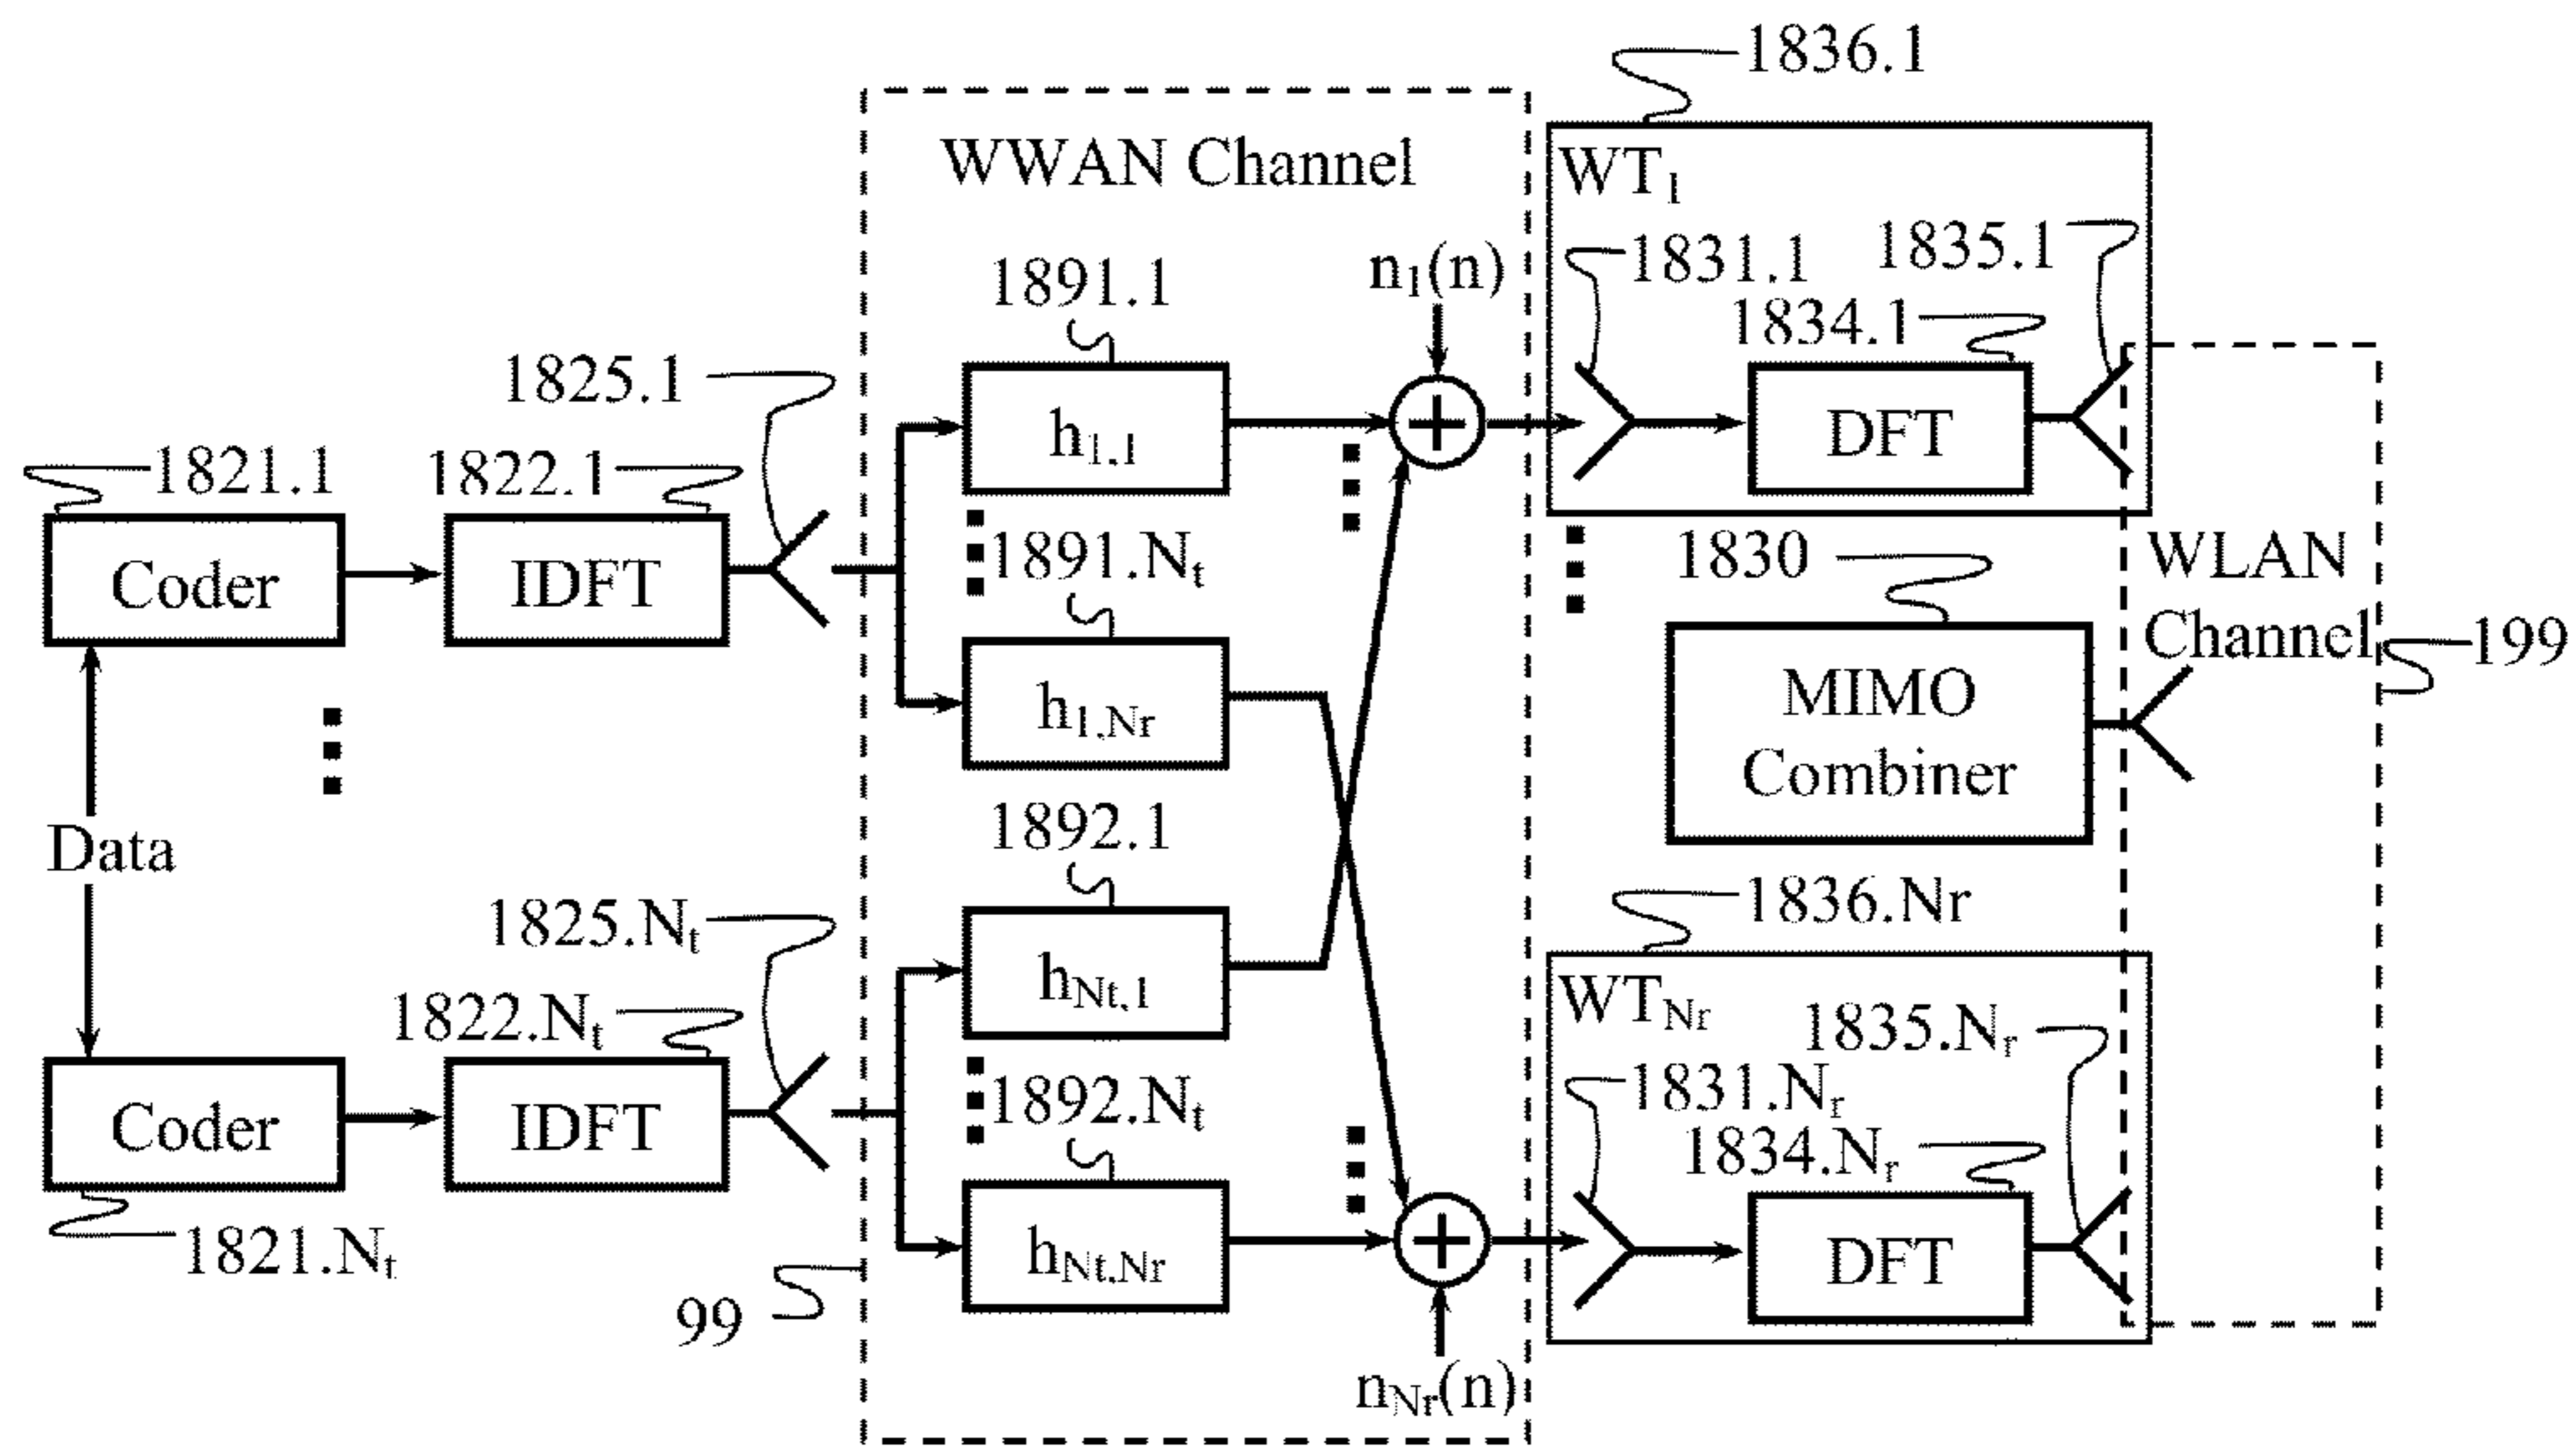 1836.1
WWAN Channel
WT1
1831.1
1835.1
n1(n)
1891.1
1834.1
1825.1
h1,1
DFT
1821.1
1822.1
1891.Nt
1830
WLAN
Channel
199
Coder
IDFT
h1,Nr
MIMO
Combiner
Data
1892.1
1836.Nr
1825.Nt
hNt,1
WTNr
1822.Nt
1835.Nr
1831.Nr
1892.Nt
1834.Nr
Coder
IDFT
1821.Nt
hNt,Nr
DFT
99
nNr(n)
+
+